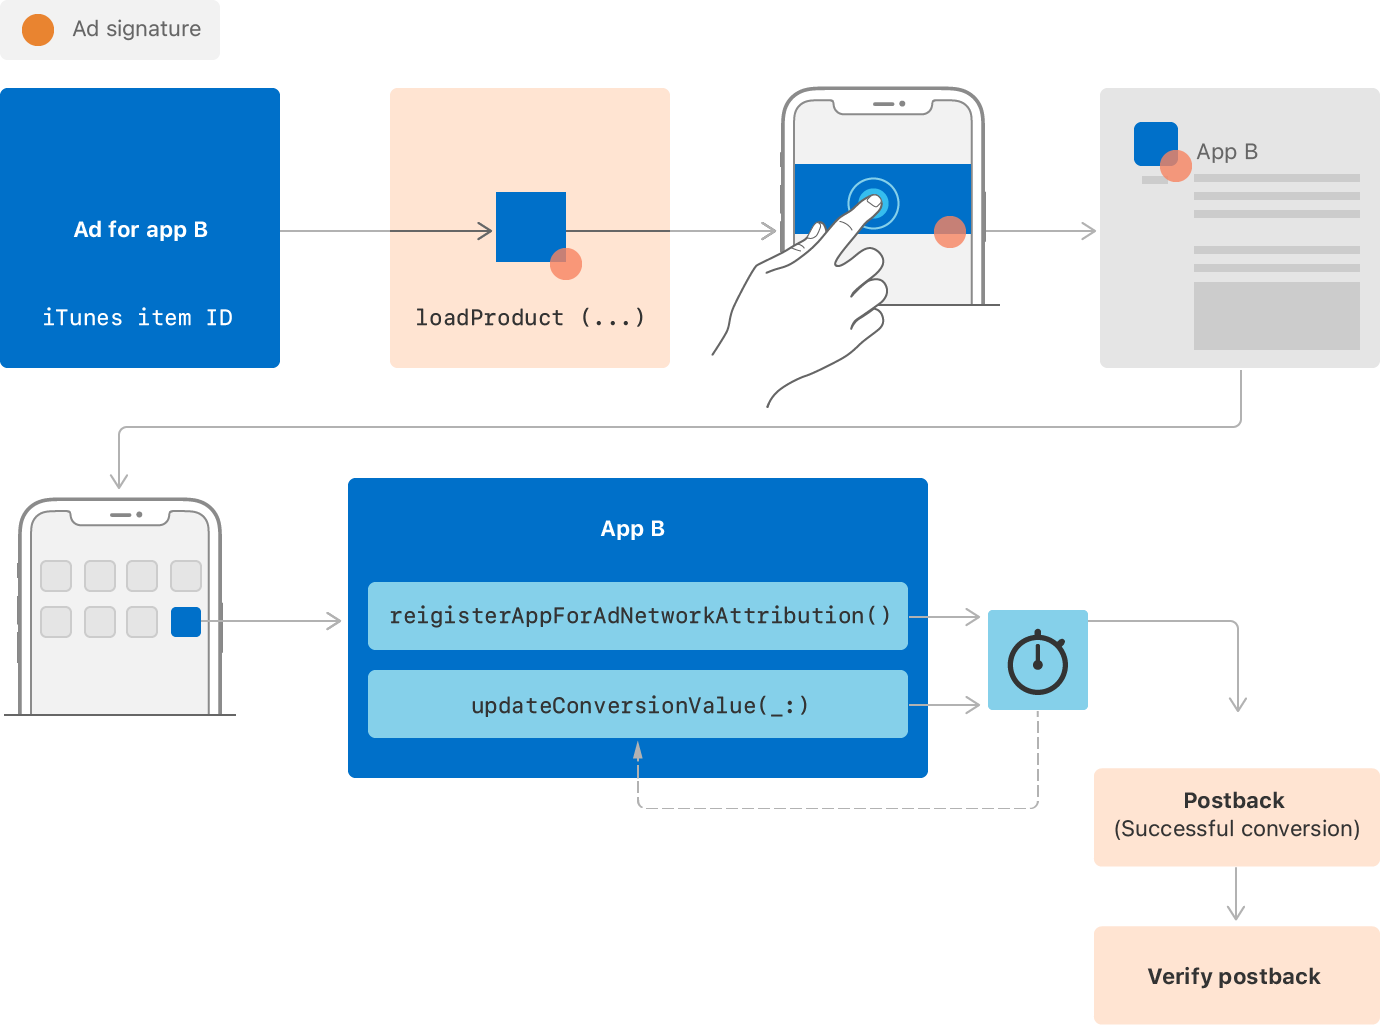 Ad signature
Ad for app B
iTunes item ID
loadProduct (...)
App B
App B
reigisterAppForAdNetworkAttribution()
updateConversionValue(_:)
Postback
(Successful conversion)
Verify postback